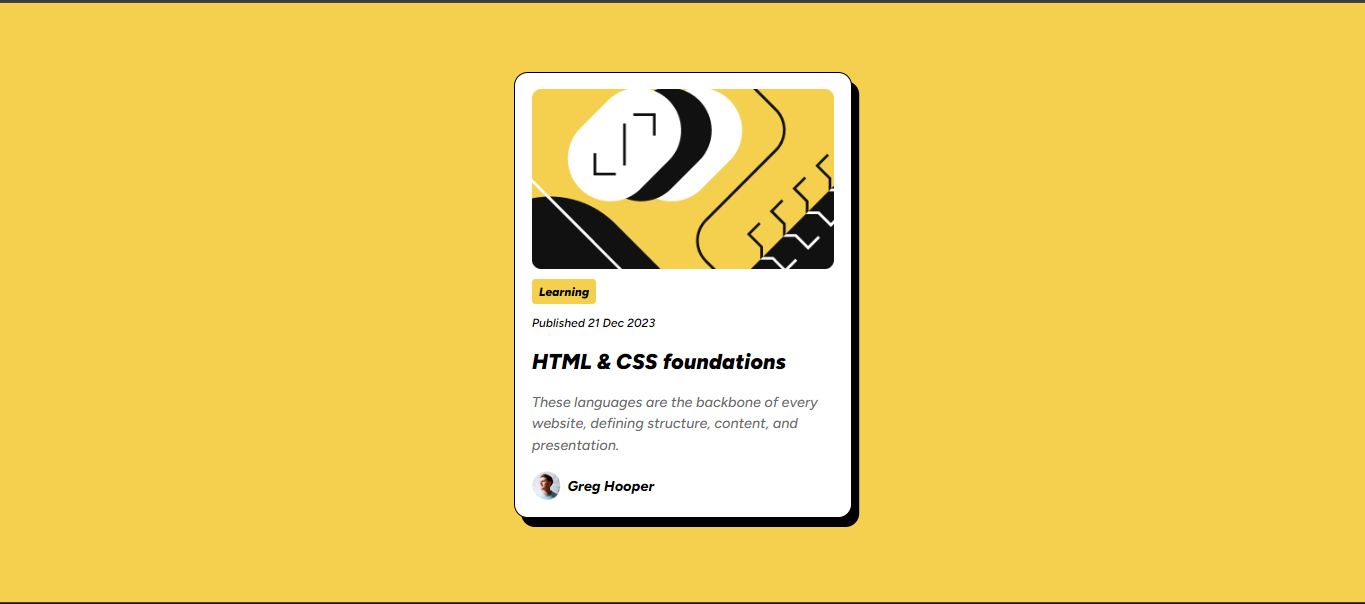 Learning
Published 21 Dec 2023
HTML & CSS foundations
These languages are the backbone of every
website, defining structure, content, and
presentation.
Greg Hooper